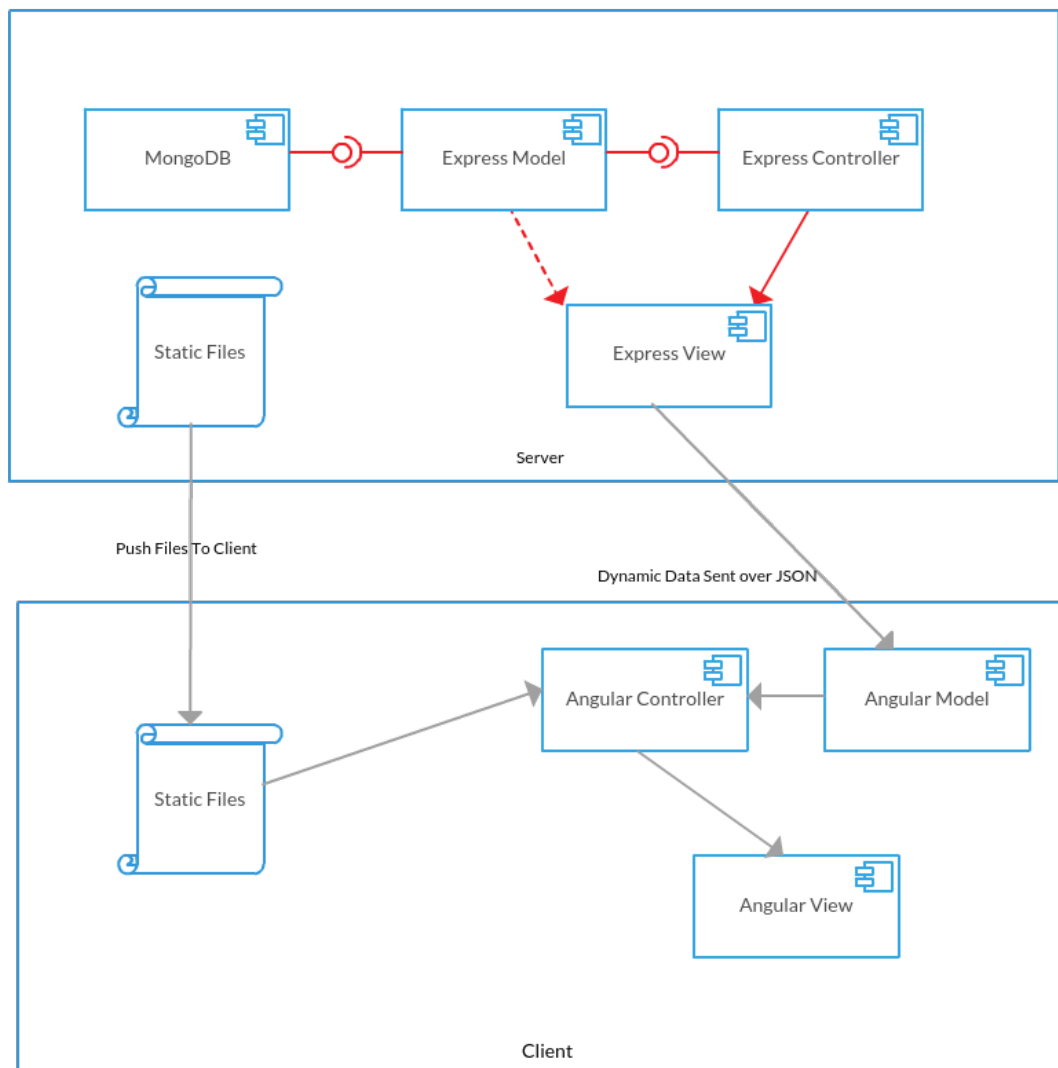 MongoDB
Express Model
Express Controller
Static Files
Express View
Server
Push Files To Client
Dynamic Data Sent over JSON
Angular Controller
Angular Model
Static Files
Angular View
Client